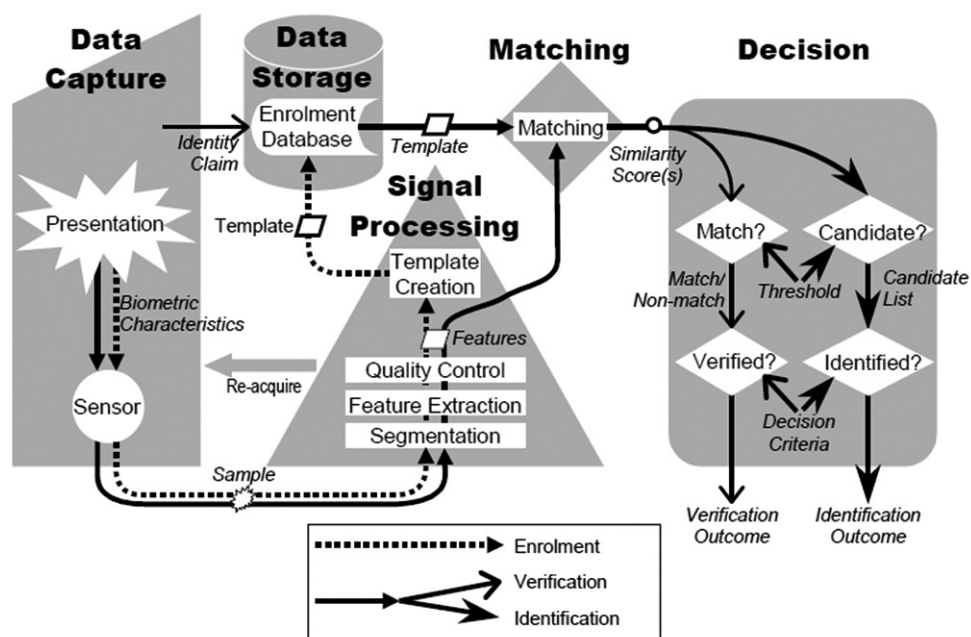 Data
Capture
Data
Storage
Matching
Decision
Enrolment
Database
Identity
Claim
Template
Matching
Similarity
Score(s)
Presentation
Template
Signal
Processing
Template
Creation
Match?
Candidate?
Biometric
Characteristics
Features
Match/
Non-match
Threshold
Candidate
List
Re-acquire
Quality Control
Feature Extraction
Segmentation
Verified?
Identified?
Sensor
Decision
Criteria
Sample
Verification
Outcome
Identification
Outcome
Enrolment
Verification
Identification